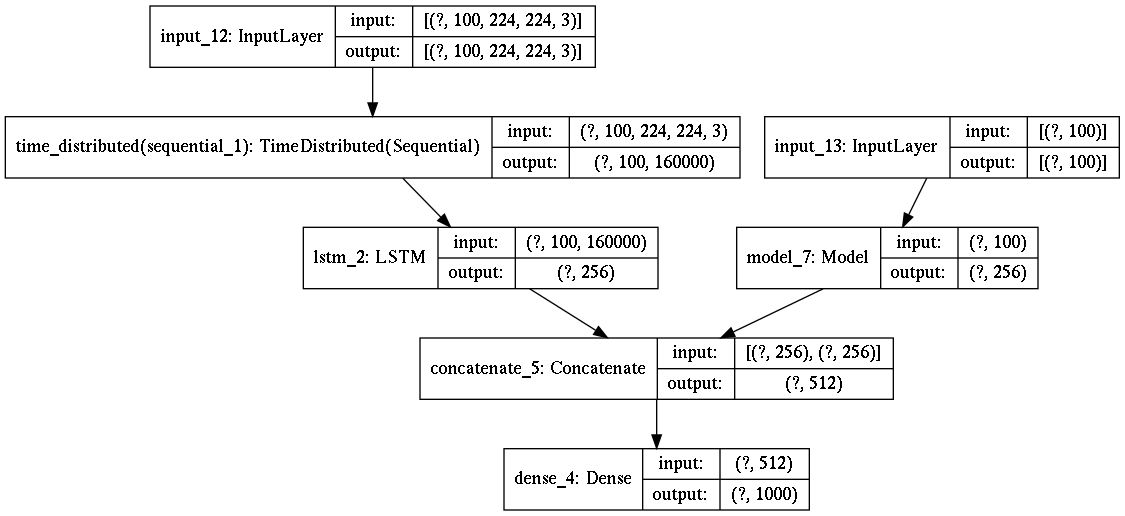 input_12: InputLayer
input:
[(?, 100, 224, 224, 3)]
output:
[(?, 100, 224, 224, 3)]
time_distributed(sequential_1): TimeDistributed(Sequential)
input:
(?, 100, 224, 224, 3)
output:
(?, 100, 160000)
input_13: InputLayer
input:
[(?, 100)]
output:
[(?, 100)]
lstm_2: LSTM
input:
(?, 100, 160000)
output:
(?, 256)
model_7: Model
input:
(?, 100)
output:
(?, 256)
concatenate_5: Concatenate
input:
[(?, 256), (?, 256)]
output:
(?, 512)
dense_4: Dense
input:
(?, 512)
output:
(?, 1000)